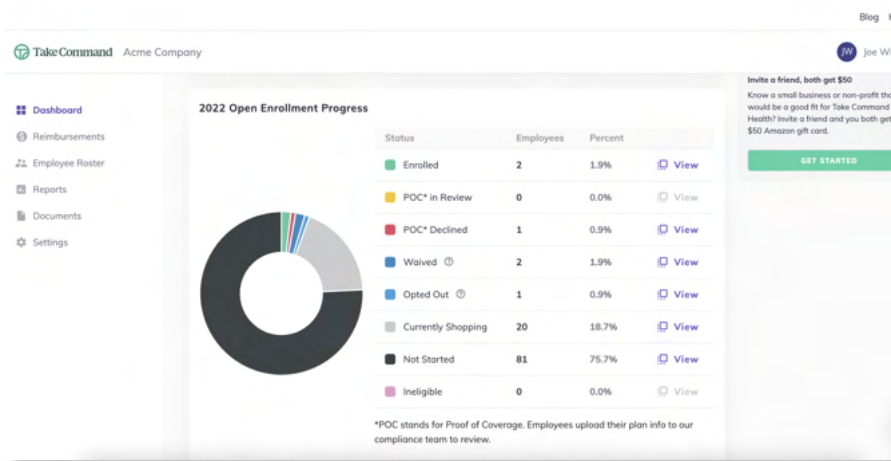 Blog
TakeCommand Acme Company
JW Joe Wi
Dashboard
Reimbursements
Employee Roster
Reports
Documents
Settings
2022 Open Enrollment Progress
Status Employees Percent
Enrolled 2 1.9% View
POC* in Review 0 0.0% View
POC* Declined 1 0.9% View
Waived 2 1.9% View
Opted Out 1 0.9% View
Currently Shopping 20 18.7% View
Not Started 81 75.7% View
Ineligible 0 0.0% View
*POC stands for Proof of Coverage. Employees upload their plan info to our
compliance team to review.
Invite a friend, both get $50
Know a small business or non-profit tha
would be a good fit for Take Command
Health? Invite a friend and you both get
$50 Amazon gift card.
GET STARTED